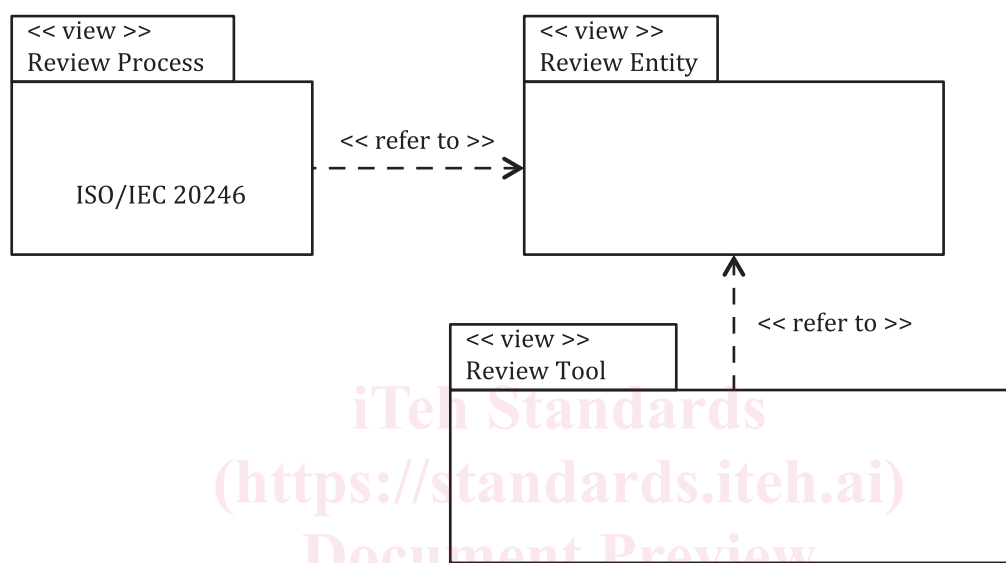 << view >>
Review Process
<< view >>
Review Entity
<< refer to >>
ISO/IEC 20246
<< refer to >>
<< view >>
Review Tool
iTeh Standards
(https://standards.iteh.ai)
Document Preview